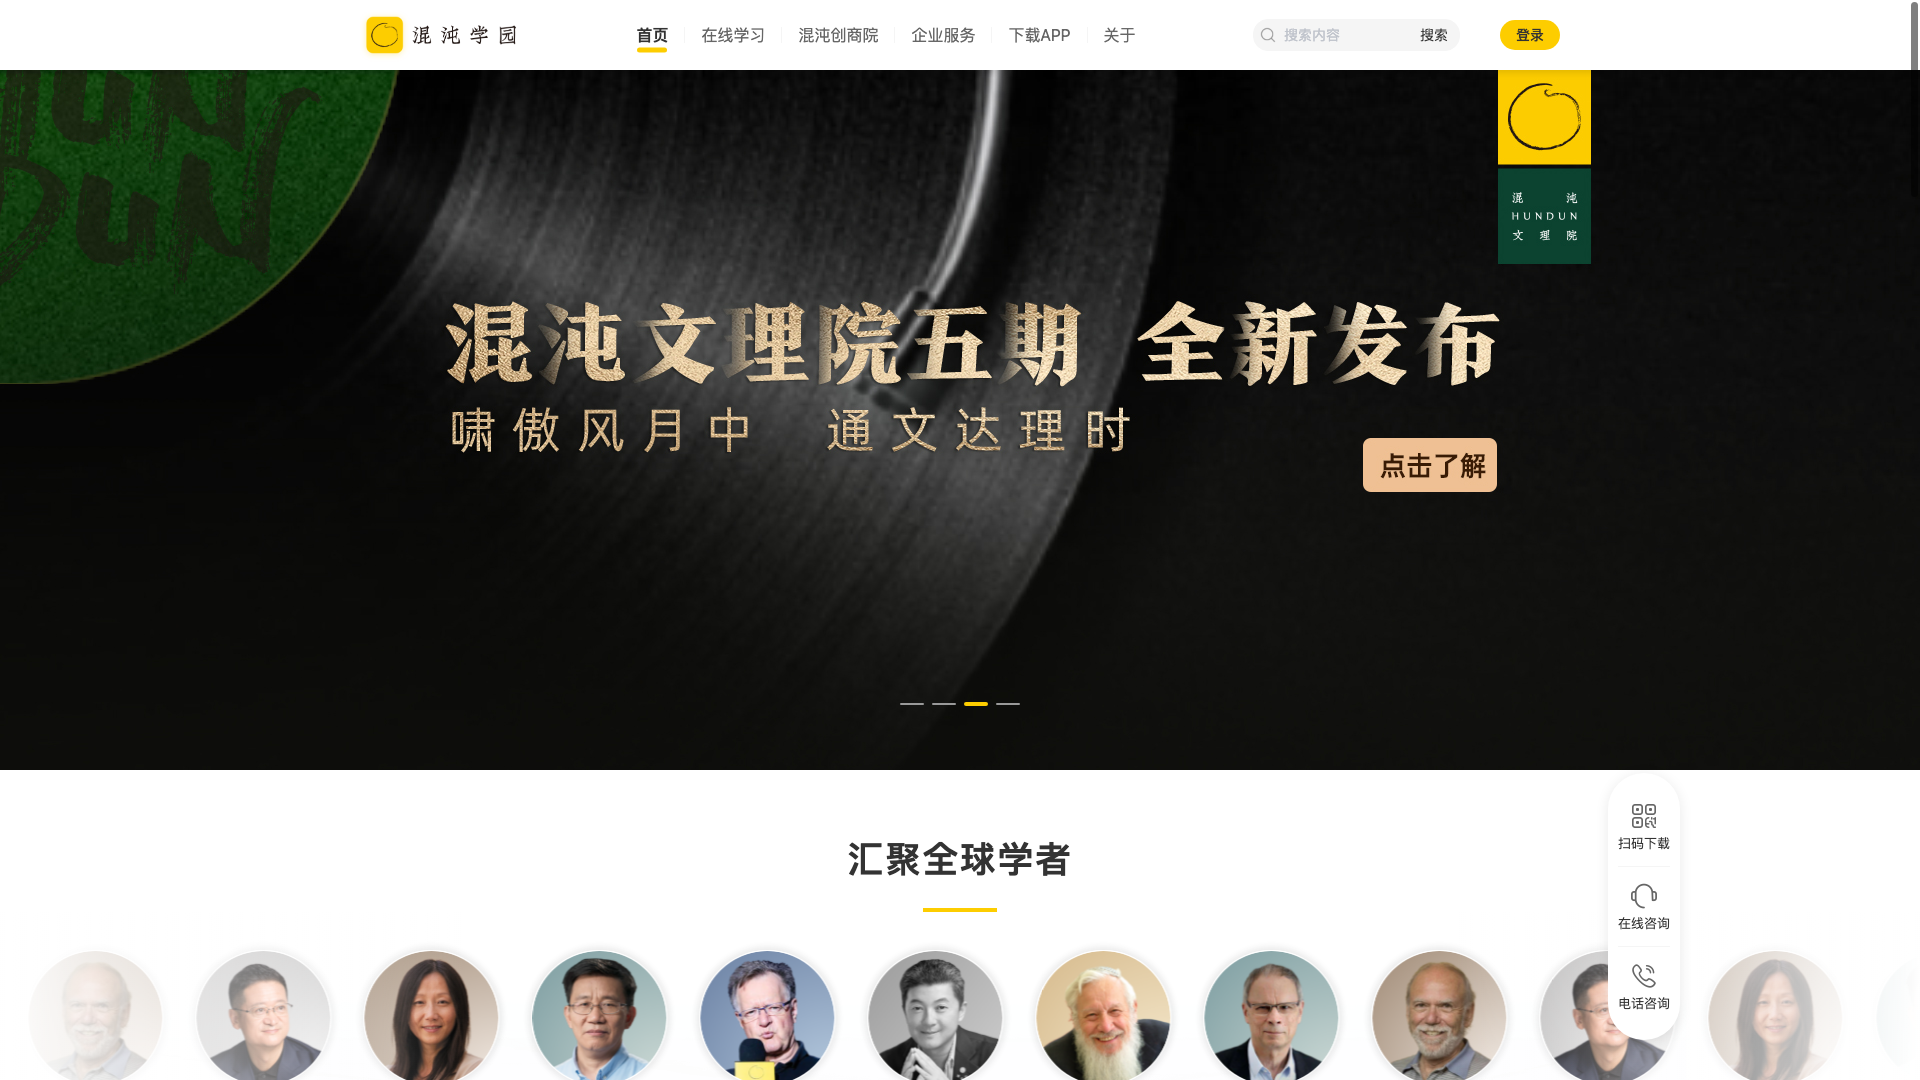 混沌学园
首页
在线学习
混沌创商院
企业服务
下载APP
关于
搜索内容
搜索
登录
HUN
DUN
混沌
HUNDUN
文理院
混沌文理院五期 全新发布
啸傲风月中 通文达理时
点击了解
汇聚全球学者
扫码下载
在线咨询
电话咨询